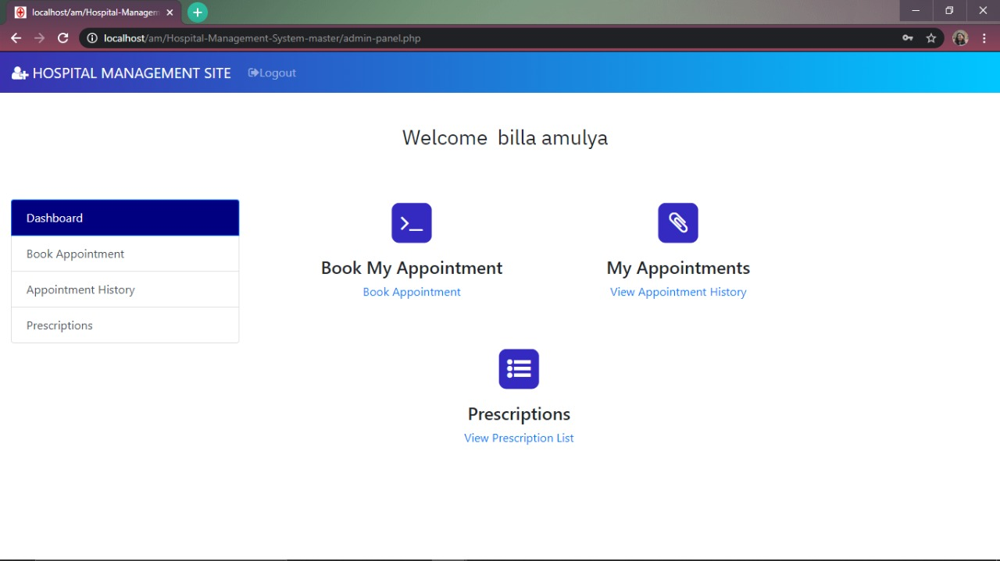 localhost/am/Hospital-Managem
localhost/am/Hospital-Management-System-master/admin-panel.php
HOSPITAL MANAGEMENT SITE
Logout
Welcome billa amulya
Dashboard
Book Appointment
Appointment History
Prescriptions
Book My Appointment
Book Appointment
My Appointments
View Appointment History
Prescriptions
View Prescription List